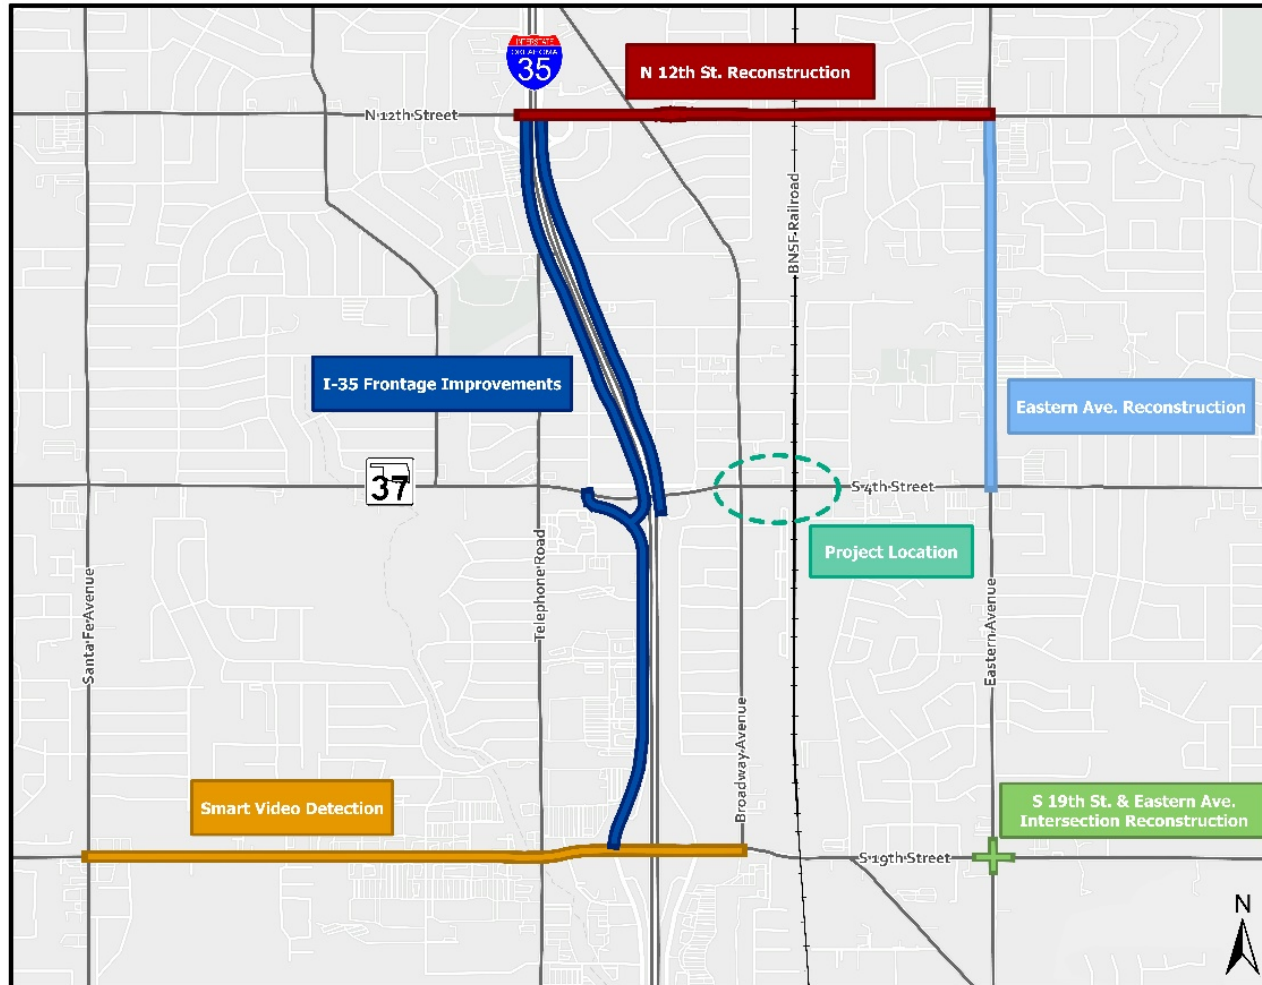 INTERSTATE
OKLAHOMA
35
N 12th St. Reconstruction
N 12th Street
BNSF Railroad
I-35 Frontage Improvements
Eastern Ave. Reconstruction
37
S 4th Street
Project Location
Santa Fe Avenue
Telephone Road
Broadway Avenue
Eastern Avenue
Smart Video Detection
S 19th St. & Eastern Ave.
Intersection Reconstruction
S 19th Street
N